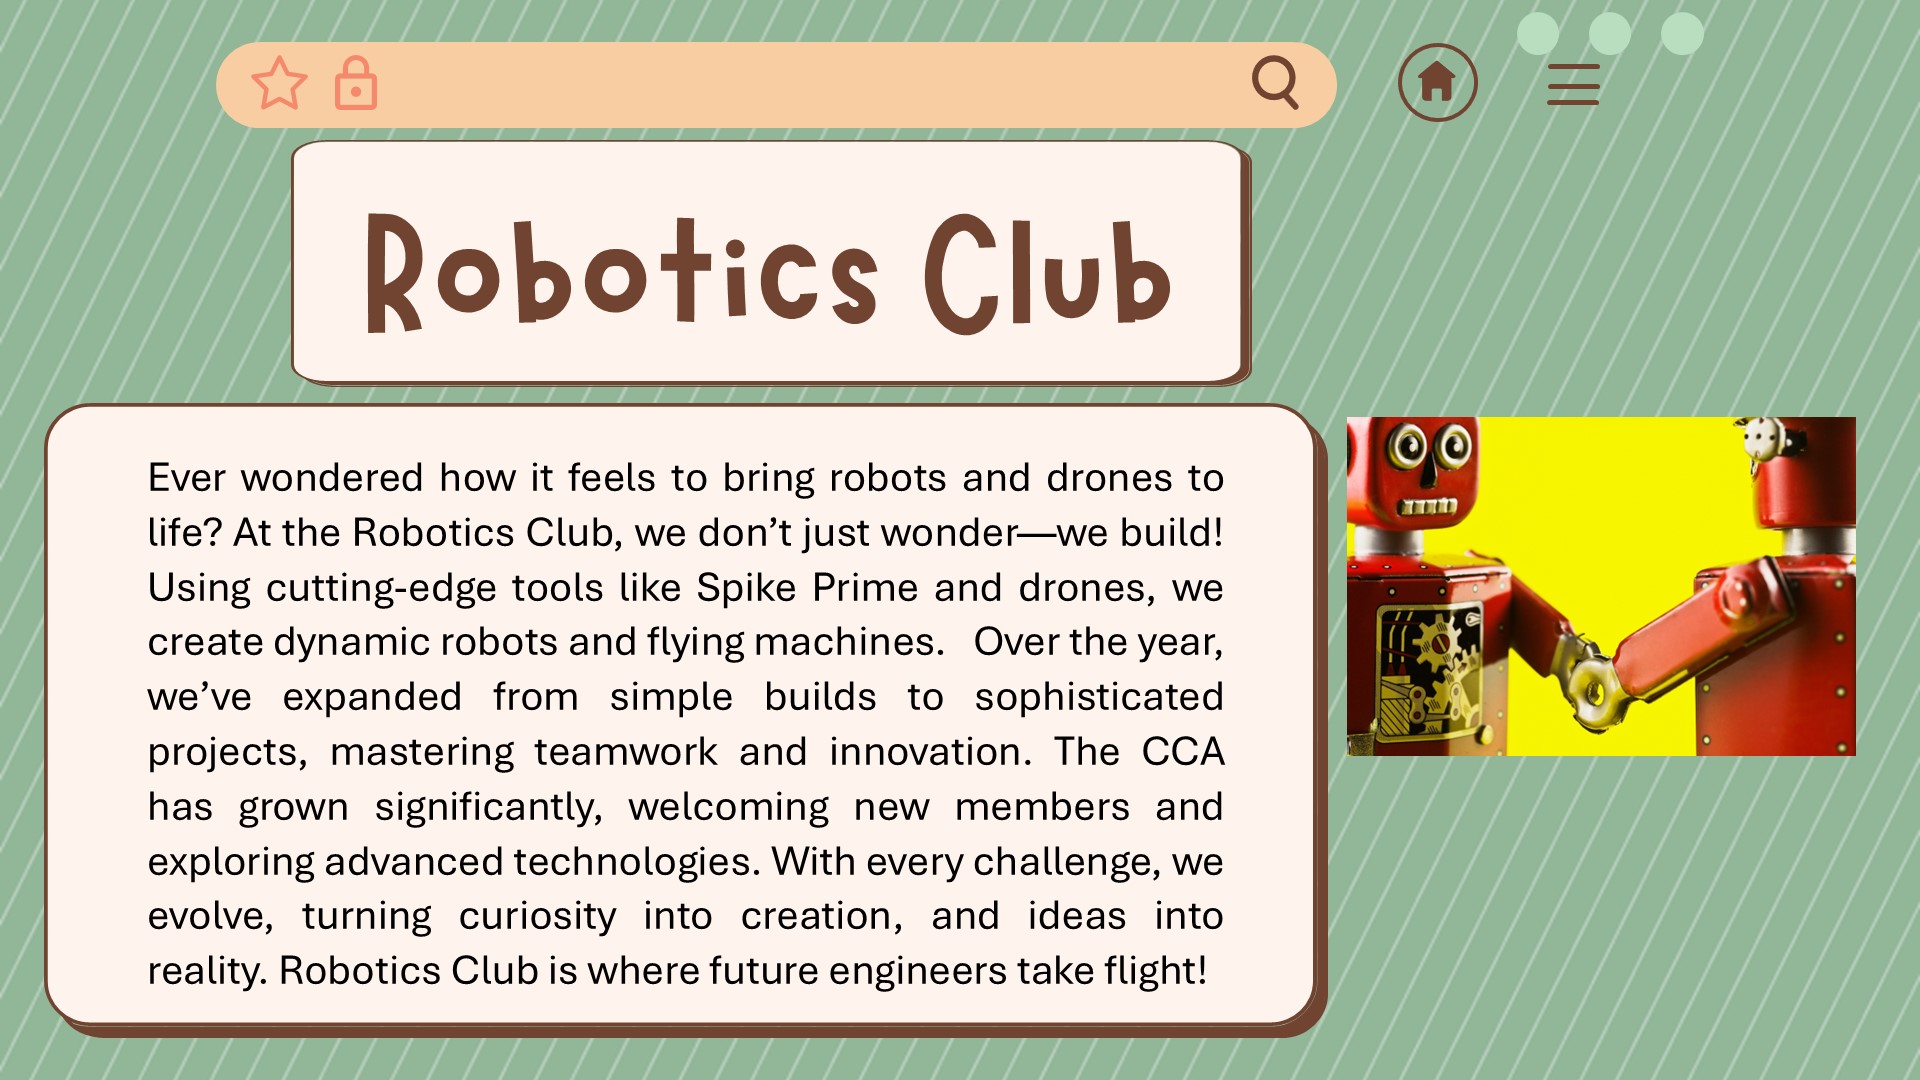 Robotics Club
Ever wondered how it feels to bring robots and drones to
life? At the Robotics Club, we don’t just wonder—we build!
Using cutting-edge tools like Spike Prime and drones, we
create dynamic robots and flying machines.   Over the year,
we’ve expanded from simple builds to sophisticated
projects, mastering teamwork and innovation. The CCA
has grown significantly, welcoming new members and
exploring advanced technologies. With every challenge, we
evolve, turning curiosity into creation, and ideas into
reality. Robotics Club is where future engineers take flight!